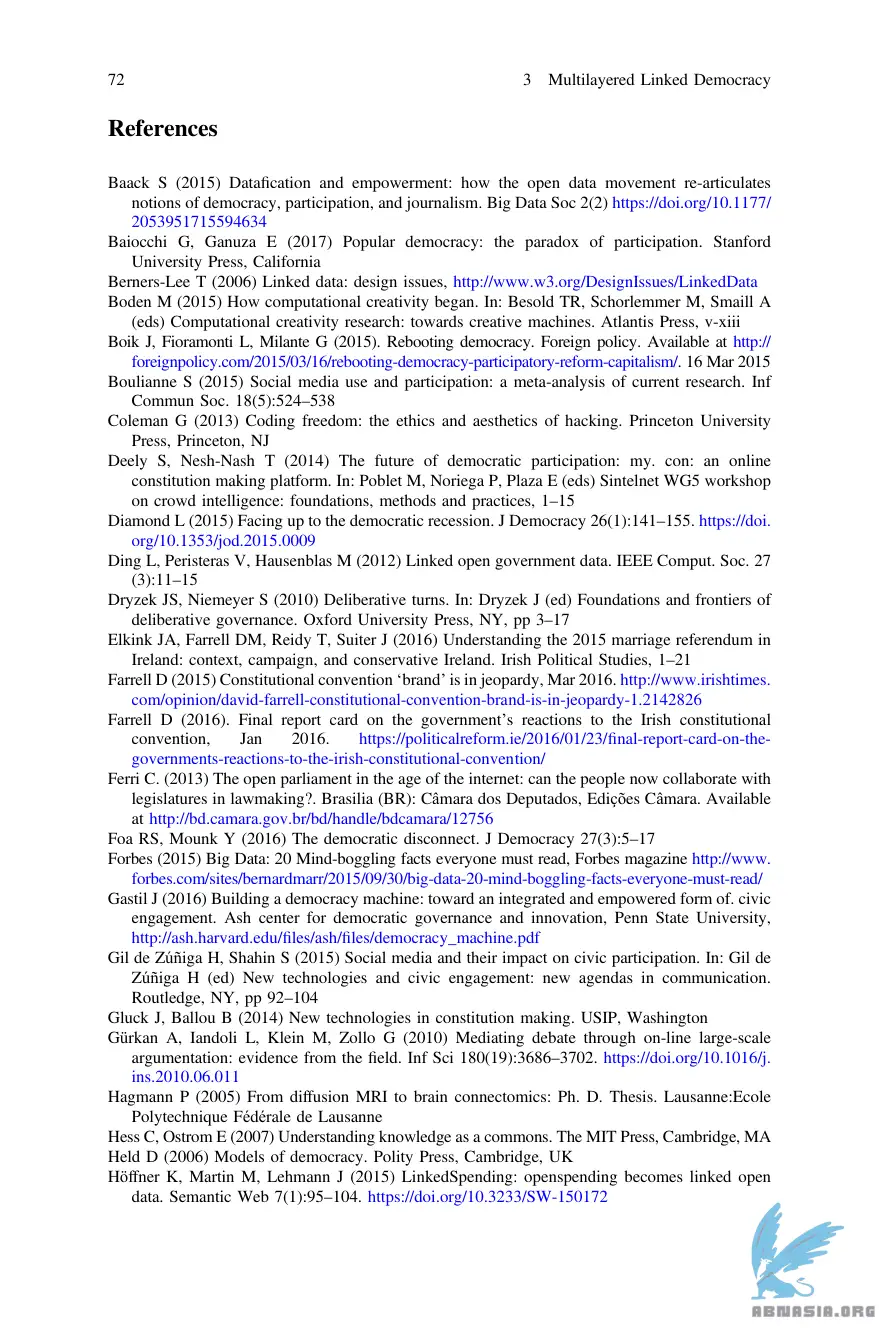 72
3 Multilayered Linked Democracy
References
Baack S (2015) Datafication and empowerment: how the open data movement re-articulates
notions of democracy, participation, and journalism. Big Data Soc 2(2) https://doi.org/10.1177/
2053951715594634
Baiocchi G, Ganuza E (2017) Popular democracy: the paradox of participation. Stanford
University Press, California
Berners-Lee T (2006) Linked data: design issues, http://www.w3.org/DesignIssues/LinkedData
Boden M (2015) How computational creativity began. In: Besold TR, Schorlemmer M, Smaill A
(eds) Computational creativity research: towards creative machines. Atlantis Press, v-xiii
Boik J, Fioramonti L, Milante G (2015). Rebooting democracy. Foreign policy. Available at http://
foreignpolicy.com/2015/03/16/rebooting-democracy-participatory-reform-capitalism/. 16 Mar 2015
Boulianne S (2015) Social media use and participation: a meta-analysis of current research. Inf
Commun Soc. 18(5):524–538
Coleman G (2013) Coding freedom: the ethics and aesthetics of hacking. Princeton University
Press, Princeton, NJ
Deely S, Nesh-Nash T (2014) The future of democratic participation: my. con: an online
constitution making platform. In: Poblet M, Noriega P, Plaza E (eds) Sintelnet WG5 workshop
on crowd intelligence: foundations, methods and practices, 1–15
Diamond L (2015) Facing up to the democratic recession. J Democracy 26(1):141–155. https://doi.
org/10.1353/jod.2015.0009
Ding L, Peristeras V, Hausenblas M (2012) Linked open government data. IEEE Comput. Soc. 27
(3):11–15
Dryzek JS, Niemeyer S (2010) Deliberative turns. In: Dryzek J (ed) Foundations and frontiers of
deliberative governance. Oxford University Press, NY, pp 3–17
Elkink JA, Farrell DM, Reidy T, Suiter J (2016) Understanding the 2015 marriage referendum in
Ireland: context, campaign, and conservative Ireland. Irish Political Studies, 1–21
Farrell D (2015) Constitutional convention ‘brand’ is in jeopardy, Mar 2016. http://www.irishtimes.
com/opinion/david-farrell-constitutional-convention-brand-is-in-jeopardy-1.2142826
Farrell D (2016). Final report card on the government’s reactions to the Irish constitutional
convention, Jan 2016. https://politicalreform.ie/2016/01/23/final-report-card-on-the-
governments-reactions-to-the-irish-constitutional-convention/
Ferri C. (2013) The open parliament in the age of the internet: can the people now collaborate with
legislatures in lawmaking?. Brasilia (BR): Câmara dos Deputados, Edições Câmara. Available
at http://bd.camara.gov.br/bd/handle/bdcamara/12756
Foa RS, Mounk Y (2016) The democratic disconnect. J Democracy 27(3):5–17
Forbes (2015) Big Data: 20 Mind-boggling facts everyone must read, Forbes magazine http://www.
forbes.com/sites/bernardmarr/2015/09/30/big-data-20-mind-boggling-facts-everyone-must-read/
Gastil J (2016) Building a democracy machine: toward an integrated and empowered form of. civic
engagement. Ash center for democratic governance and innovation, Penn State University,
http://ash.harvard.edu/files/ash/files/democracy_machine.pdf
Gil de Zúñiga H, Shahin S (2015) Social media and their impact on civic participation. In: Gil de
Zúñiga H (ed) New technologies and civic engagement: new agendas in communication.
Routledge, NY, pp 92–104
Gluck J, Ballou B (2014) New technologies in constitution making. USIP, Washington
Gürkan A, Iandoli L, Klein M, Zollo G (2010) Mediating debate through on-line large-scale
argumentation: evidence from the field. Inf Sci 180(19):3686–3702. https://doi.org/10.1016/j.
ins.2010.06.011
Hagmann P (2005) From diffusion MRI to brain connectomics: Ph. D. Thesis. Lausanne:Ecole
Polytechnique Fédérale de Lausanne
Hess C, Ostrom E (2007) Understanding knowledge as a commons. The MIT Press, Cambridge, MA
Held D (2006) Models of democracy. Polity Press, Cambridge, UK
Höffner K, Martin M, Lehmann J (2015) LinkedSpending: openspending becomes linked open
data. Semantic Web 7(1):95–104. https://doi.org/10.3233/SW-150172
ABNASIA.ORG